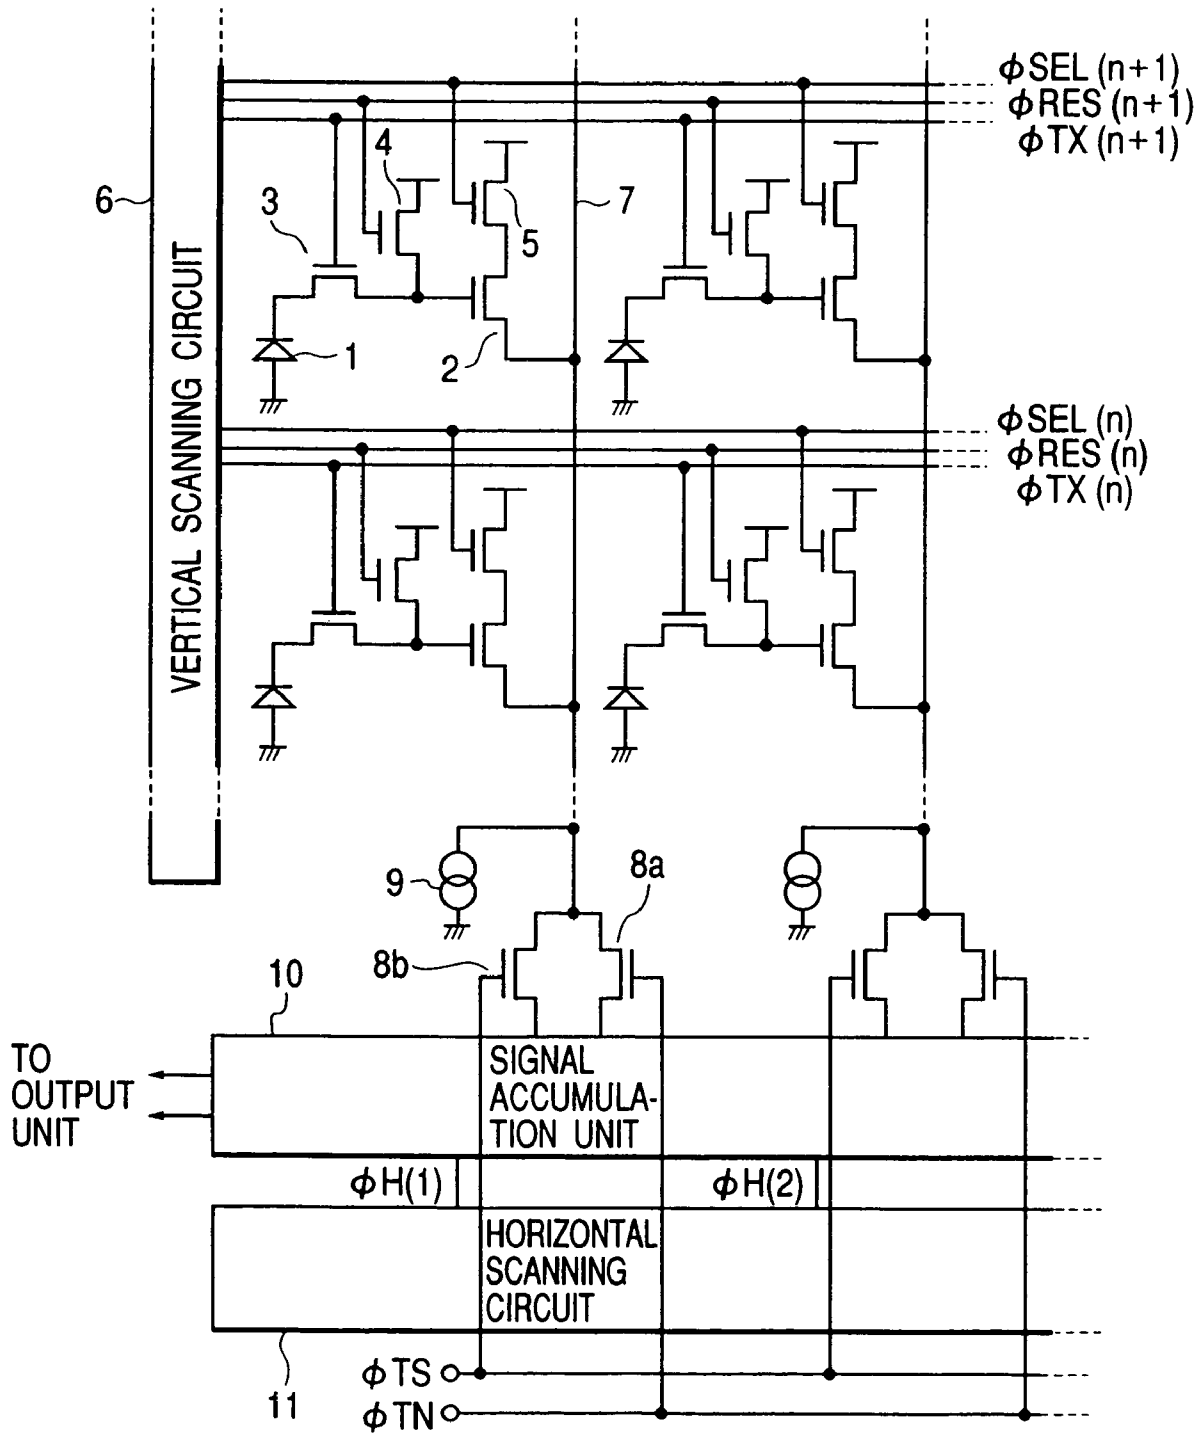 ϕSEL (n+1)
ϕRES (n+1)
ϕTX (n+1)
4
6
3
5
7
1
2
VERTICAL SCANNING CIRCUIT
ϕSEL (n)
ϕRES (n)
ϕTX (n)
9
8a
8b
10
TO
OUTPUT
UNIT
SIGNAL
ACCUMULA-
TION UNIT
ϕH(1)
ϕH(2)
HORIZONTAL
SCANNING
CIRCUIT
11
ϕTS
ϕTN